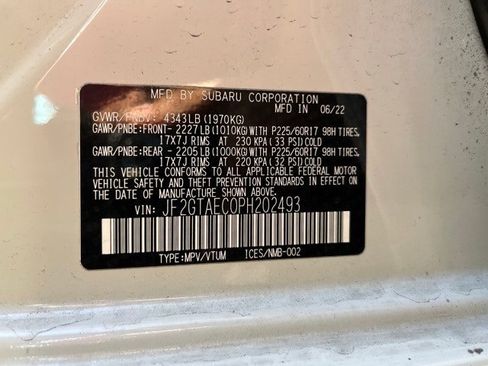 MFD BY SUBARU CORPORATION
MFD IN 06/22
GVWR/PNBV: 4343LB (1970KG)
GAWR/PNBE:FRONT- 2227LB (1010KG)WITH P225/60R17 98H TIRES,
17X7J RIMS AT 230 KPA (33 PSI)COLD
GAWR/PNBE:REAR - 2205LB (1000KG)WITH P225/60R17 98H TIRES,
17X7J RIMS AT 220 KPA (32 PSI)COLD
THIS VEHICLE CONFORMS TO ALL APPLICABLE FEDERAL MOTOR
VEHICLE SAFETY AND BUMPER STANDARDS IN EFFECT ON
THE DATE OF MANUFACTURE SHOWN ABOVE.
VIN: JF2GTAEC0PH202493
TYPE:MPV/VTUM ICES/NMB-002